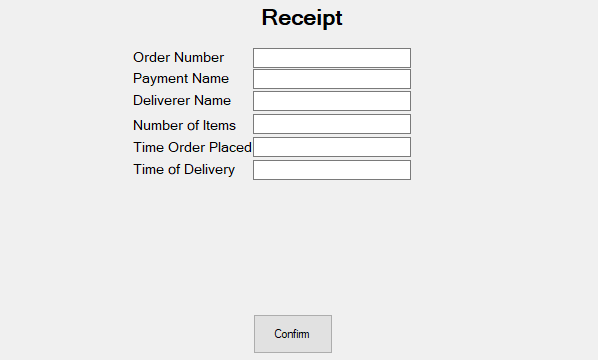 Receipt
Order Number
Payment Name
Deliverer Name
Number of Items
Time Order Placed
Time of Delivery
Confirm